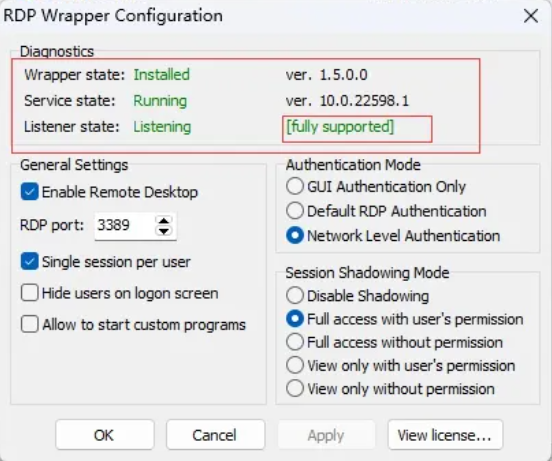 RDP Wrapper Configuration
Diagnostics
Wrapper state: Installed ver. 1.5.0.0
Service state: Running ver. 10.0.22598.1
Listener state: Listening [fully supported]
General Settings
Enable Remote Desktop
RDP port: 3389
Single session per user
Hide users on logon screen
Allow to start custom programs
Authentication Mode
GUI Authentication Only
Default RDP Authentication
Network Level Authentication
Session Shadowing Mode
Disable Shadowing
Full access with user's permission
Full access without permission
View only with user's permission
View only without permission
OK Cancel Apply View license...